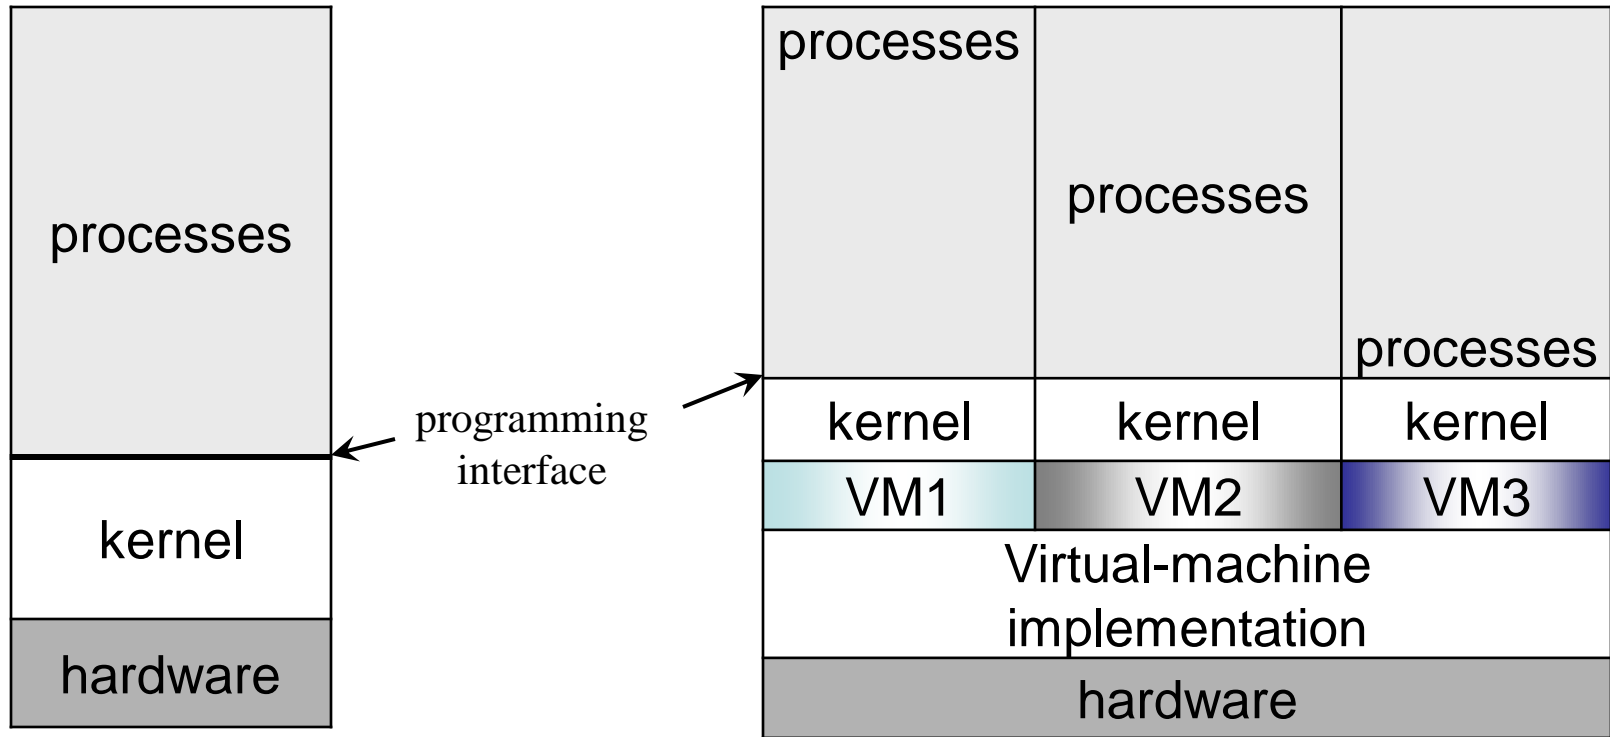 processes
kernel
hardware
programming
interface
processes
processes
processes
kernel
kernel
kernel
VM1
VM2
VM3
Virtual-machine
implementation
hardware